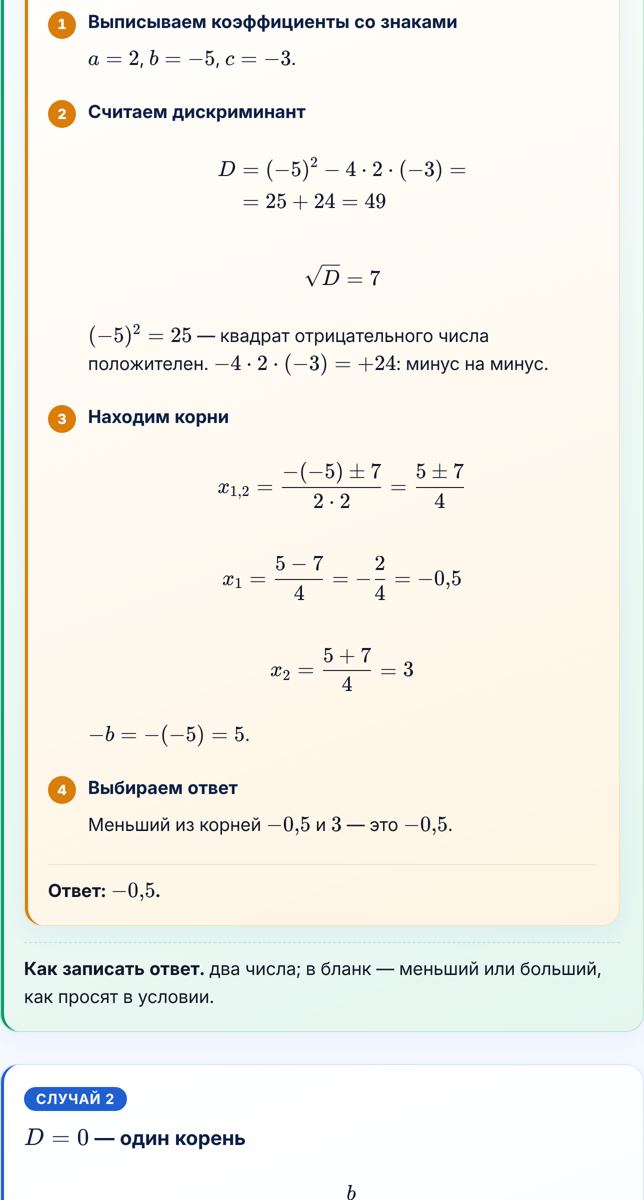 1 Выписываем коэффициенты со знаками
a = 2, b = −5, c = −3.
2 Считаем дискриминант
D = (−5)² − 4 · 2 · (−3) =
= 25 + 24 = 49
√D = 7
(−5)² = 25 — квадрат отрицательного числа
положителен. −4 · 2 · (−3) = +24: минус на минус.
3 Находим корни
x₁,₂ = (−(−5) ± 7)/(2 · 2) = (5 ± 7)/4
x₁ = (5 − 7)/4 = −2/4 = −0,5
x₂ = (5 + 7)/4 = 3
−b = −(−5) = 5.
4 Выбираем ответ
Меньший из корней −0,5 и 3 — это −0,5.
Ответ: −0,5.
Как записать ответ. два числа; в бланк — меньший или больший,
как просят в условии.
СЛУЧАЙ 2
D = 0 — один корень
b